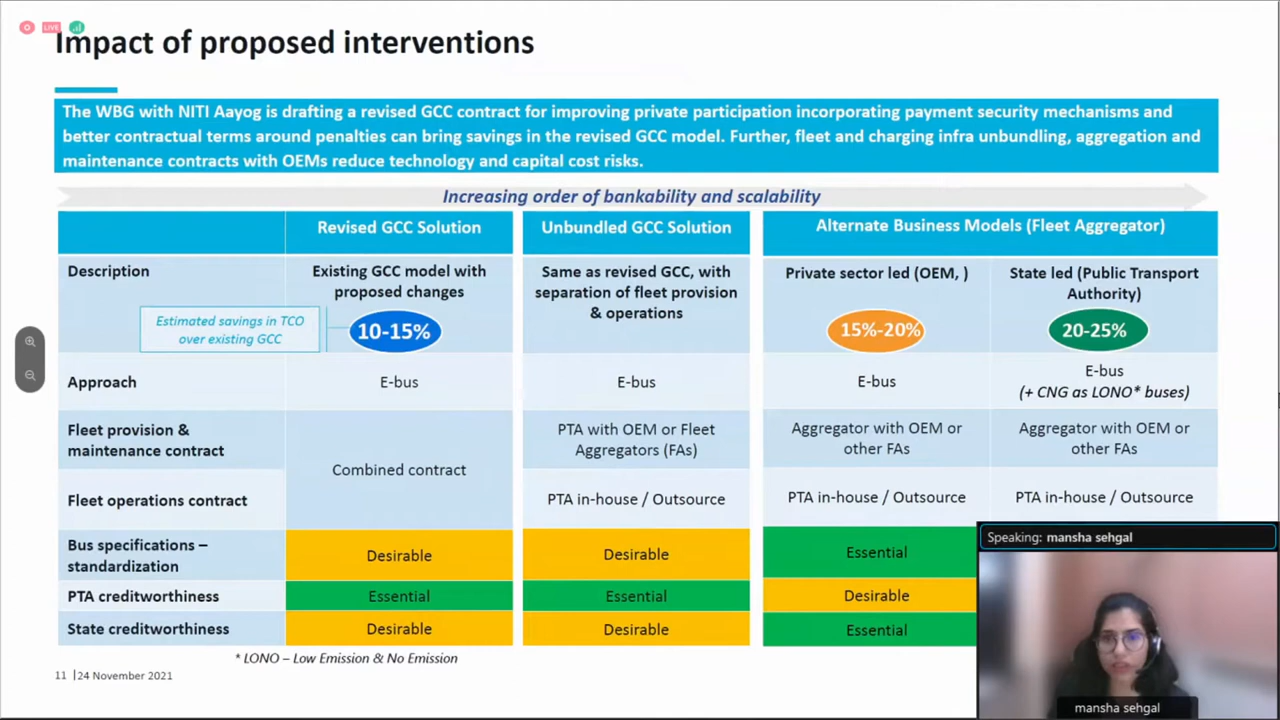 LIVE
Impact of proposed interventions
The WBG with NITI Aayog is drafting a revised GCC contract for improving private participation incorporating payment security mechanisms and
better contractual terms around penalties can bring savings in the revised GCC model. Further, fleet and charging infra unbundling, aggregation and
maintenance contracts with OEMs reduce technology and capital cost risks.
Increasing order of bankability and scalability
Revised GCC Solution
Unbundled GCC Solution
Alternate Business Models (Fleet Aggregator)
Description
Existing GCC model with
proposed changes
Same as revised GCC, with
separation of fleet provision
& operations
Private sector led (OEM, )
State led (Public Transport
Authority)
Estimated savings in TCO
over existing GCC
10-15%
15%-20%
20-25%
Approach
E-bus
E-bus
E-bus
E-bus
(+ CNG as LONO* buses)
Fleet provision &
maintenance contract
Combined contract
PTA with OEM or Fleet
Aggregators (FAs)
Aggregator with OEM or
other FAs
Aggregator with OEM or
other FAs
Fleet operations contract
PTA in-house / Outsource
PTA in-house / Outsource
PTA in-house / Outsource
Bus specifications –
standardization
Desirable
Desirable
Essential
PTA creditworthiness
Essential
Essential
Desirable
State creditworthiness
Desirable
Desirable
Essential
* LONO – Low Emission & No Emission
11 | 24 November 2021
Speaking: mansha sehgal
mansha sehgal